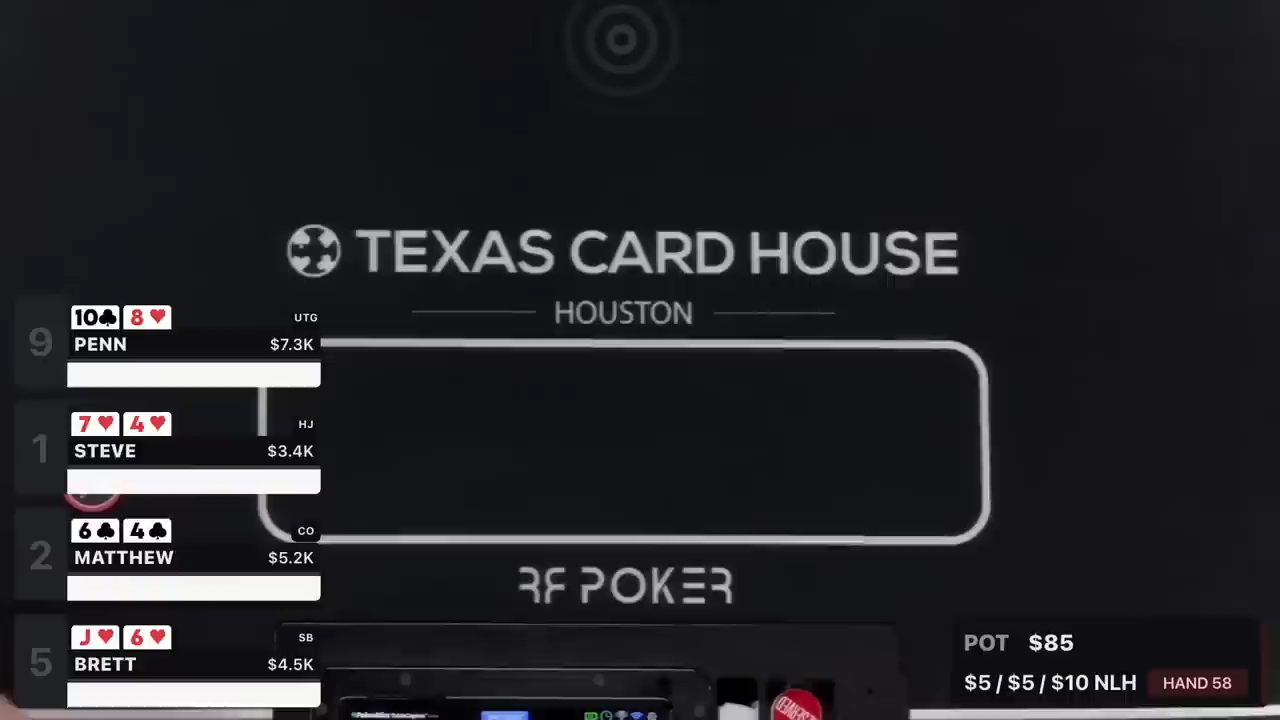 TEXAS CARD HOUSE
HOUSTON
RF POKER
9
10♣ 8♥
UTG
PENN
$7.3K
1
7♥ 4♥
HJ
STEVE
$3.4K
2
6♣ 4♣
CO
MATTHEW
$5.2K
5
J♥ 6♥
SB
BRETT
$4.5K
POT $85
$5 / $5 / $10 NLH
HAND 58